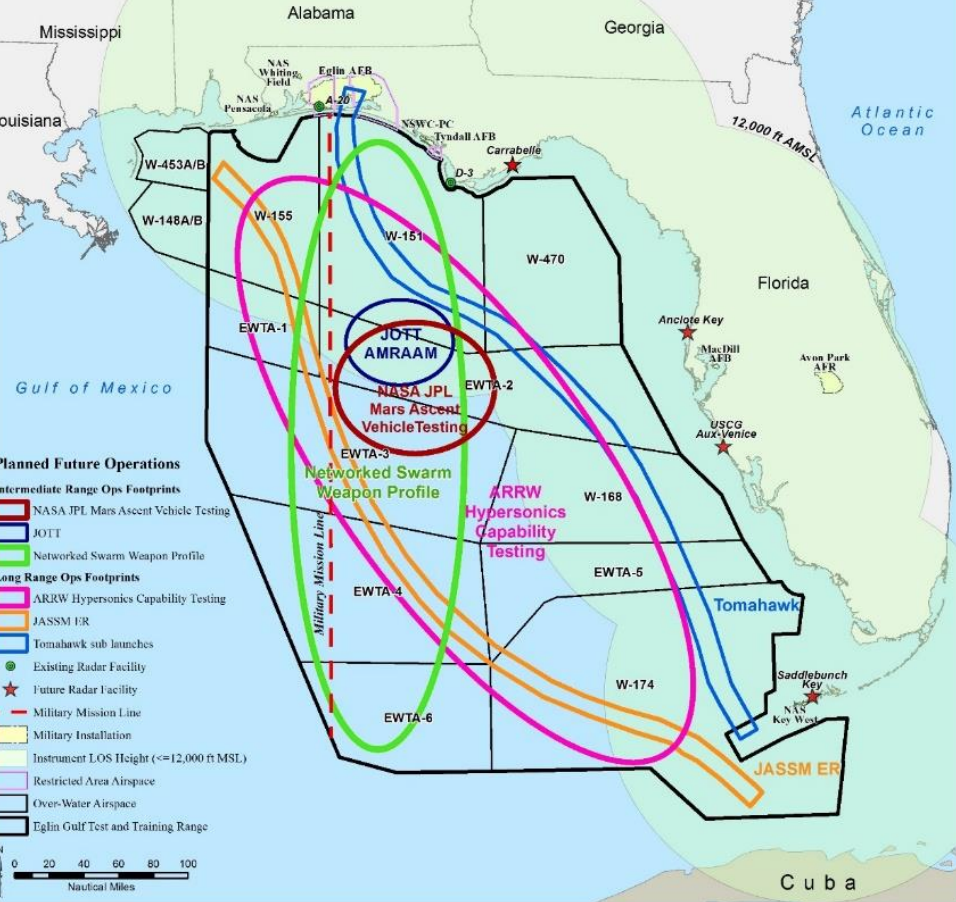 Alabama
Mississippi
Georgia
ouisiana
NAS
Whiting
Field
Eglin AFB
NAS
Pensacola
A-20
NSWC-PC
Tyndall AFB
Carrabelle
D-3
12,000 ft AMSL
Atlantic
Ocean
W-453A/B
W-148A/B
W-155
W-151
W-470
Florida
EWTA-1
JOTT
AMRAAM
Anclote Key
MacDill
AFB
Avon Park
AFR
Gulf of Mexico
EWTA-2
NASA JPL
Mars Ascent
VehicleTesting
USCG
Aux-Venice
EWTA-3
Networked Swarm
Weapon Profile
ARRW
Hypersonics
Capability
Testing
W-168
Military Mission Line
EWTA-5
EWTA-4
Tomahawk
Saddlebunch
Key
NAS
Key West
W-174
EWTA-6
JASSM ER
Cuba
Planned Future Operations
Intermediate Range Ops Footprints
NASA JPL Mars Ascent Vehicle Testing
JOTT
Networked Swarm Weapon Profile
Long Range Ops Footprints
ARRW Hypersonics Capability Testing
JASSM ER
Tomahawk sub launches
Existing Radar Facility
Future Radar Facility
Military Mission Line
Military Installation
Instrument LOS Height (<=12,000 ft MSL)
Restricted Area Airspace
Over-Water Airspace
Eglin Gulf Test and Training Range
N
0 20 40 60 80 100
Nautical Miles